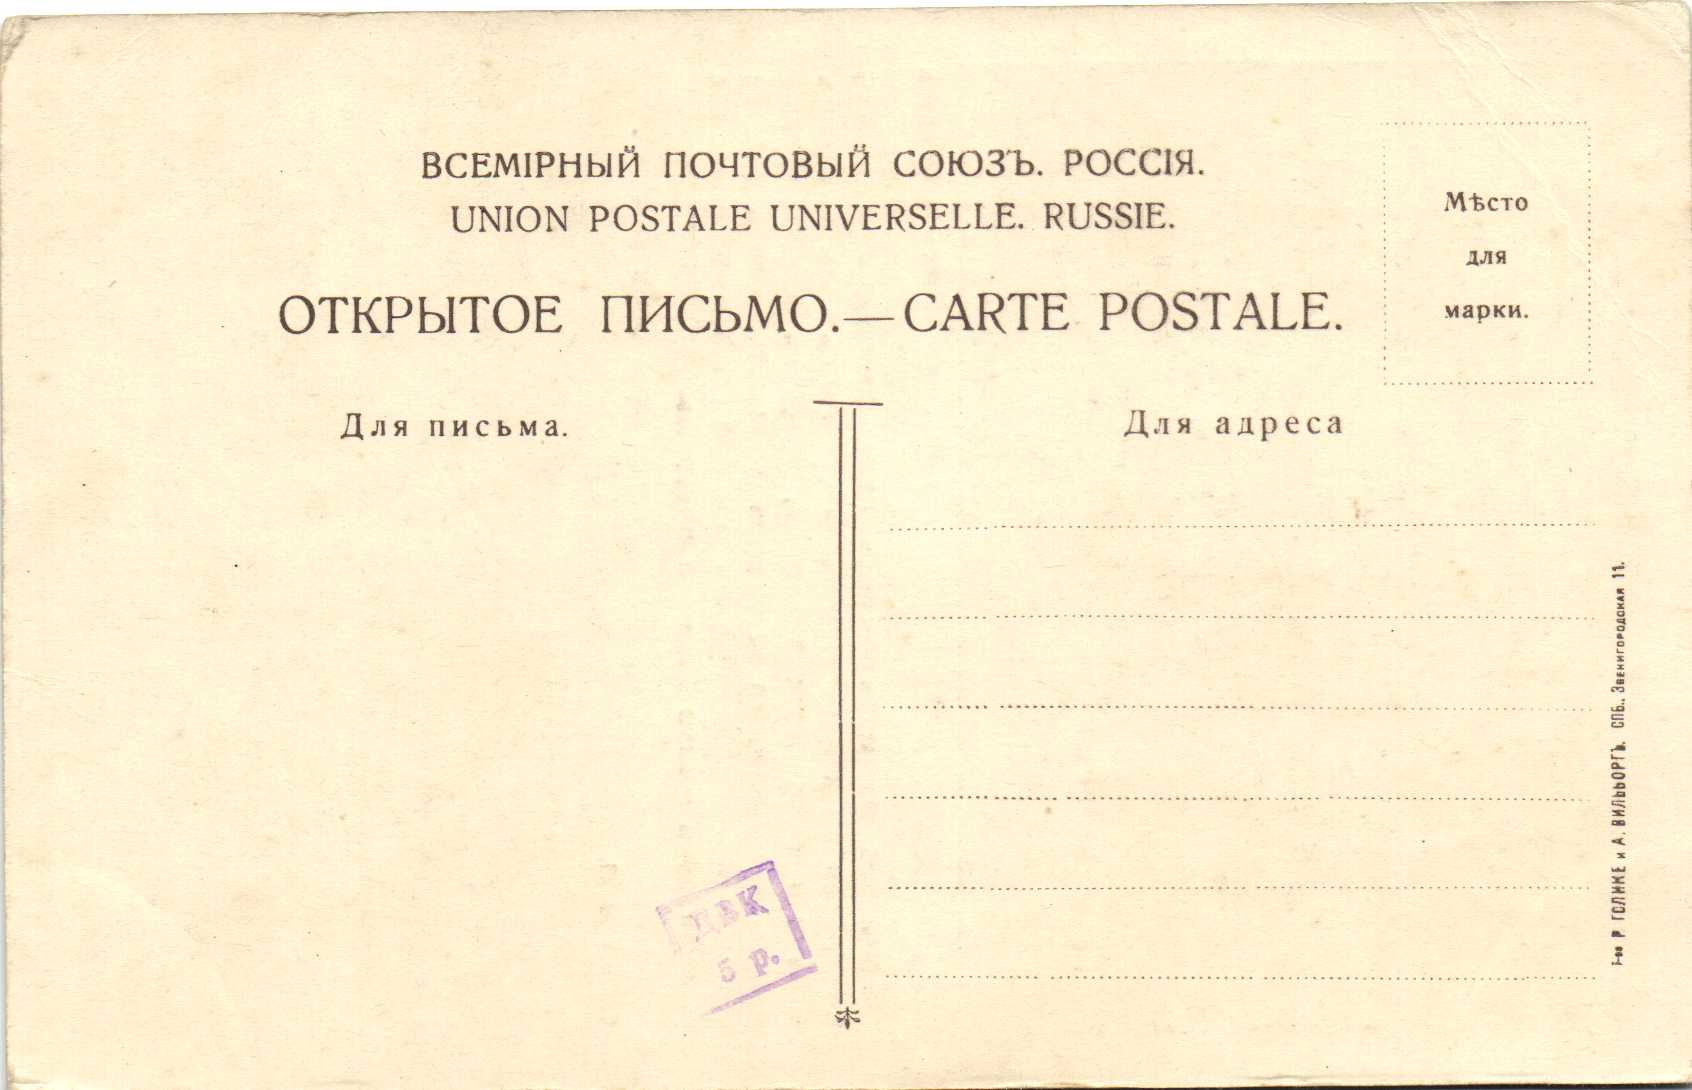 ВСЕМІРНЫЙ ПОЧТОВЫЙ СОЮЗЪ. РОССІЯ.
UNION POSTALE UNIVERSELLE. RUSSIE.
ОТКРЫТОЕ ПИСЬМО.—CARTE POSTALE.
Мѣсто
для
марки.
Для письма.
Для адреса
Т-во Р. ГОЛИКЕ и А. ВИЛЬБОРГЪ. СПБ., Звенигородская 11.
ДВК
5 р.